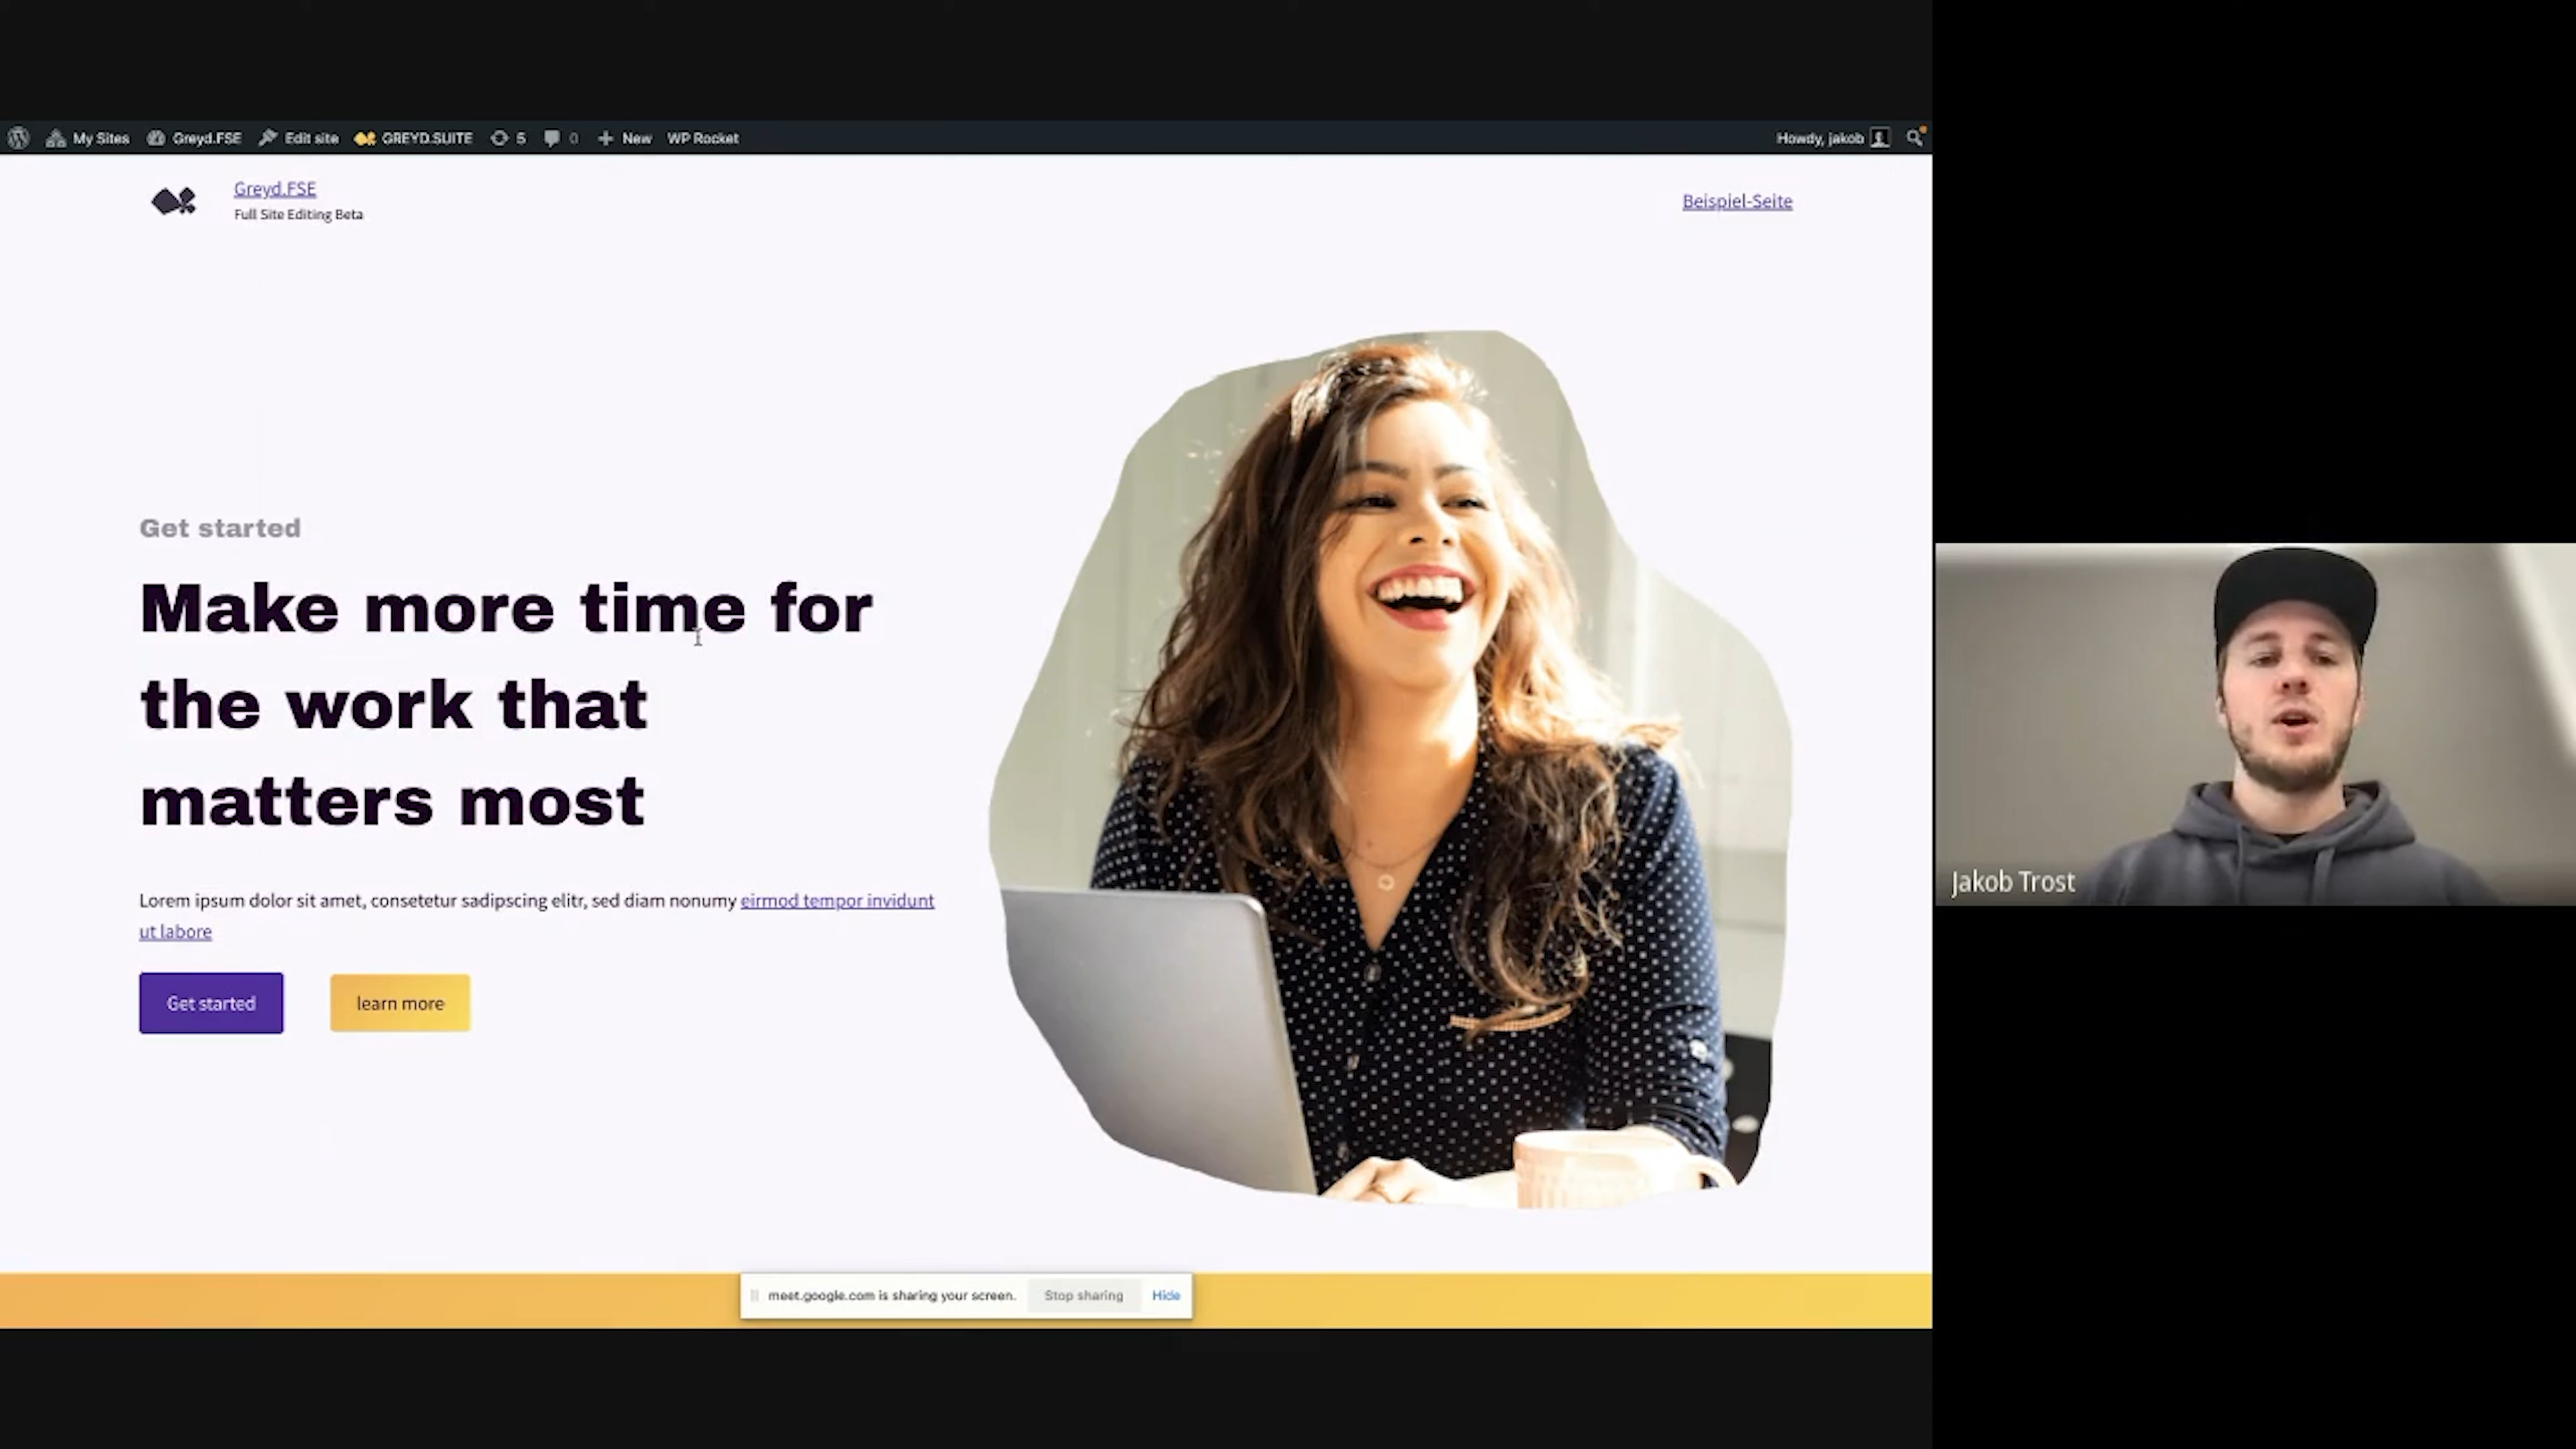 My Sites Greyd.FSE Edit site GREYD.SUITE 5 0 New WP Rocket Howdy, jakob
Greyd.FSE
Full Site Editing Beta
Beispiel-Seite
Get started
Make more time for
the work that
matters most
Lorem ipsum dolor sit amet, consetetur sadipscing elitr, sed diam nonumy eirmod tempor invidunt
ut labore
Get started learn more
Jakob Trost
meet.google.com is sharing your screen. Stop sharing Hide